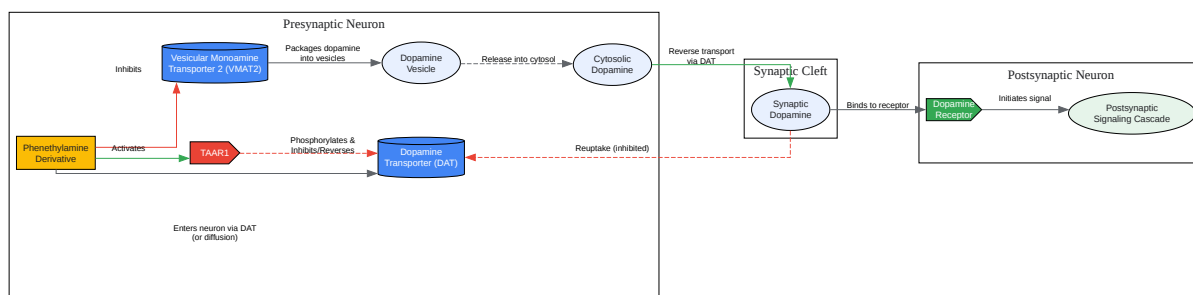 Presynaptic Neuron
Vesicular Monoamine
Transporter 2 (VMAT2)
Packages dopamine
into vesicles
Dopamine
Vesicle
Release into cytosol
Cytosolic
Dopamine
Reverse transport
via DAT
Inhibits
Synaptic Cleft
Synaptic
Dopamine
Binds to receptor
Postsynaptic Neuron
Dopamine
Receptor
Initiates signal
Postsynaptic
Signaling Cascade
Phenethylamine
Derivative
Activates
TAAR1
Phosphorylates &
Inhibits/Reverses
Dopamine
Transporter (DAT)
Reuptake (inhibited)
Enters neuron via DAT
(or diffusion)